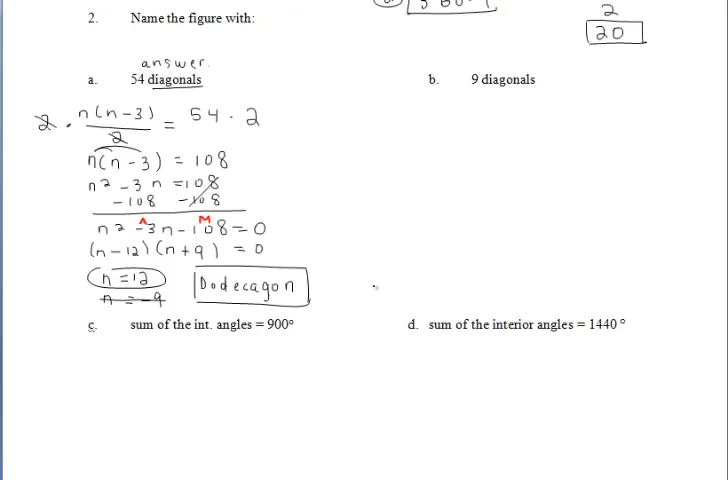 2. Name the figure with:
2
20
answer.
a. 54 diagonals
b. 9 diagonals
2 · n(n-3)/2 = 54 · 2
n(n-3) = 108
n2 -3n = 108
-108 -108
A M
n2 -3n -108 = 0
(n-12)(n+9) = 0
n = 12
Dodecagon
n = -9
c. sum of the int. angles = 900°
d. sum of the interior angles = 1440 °